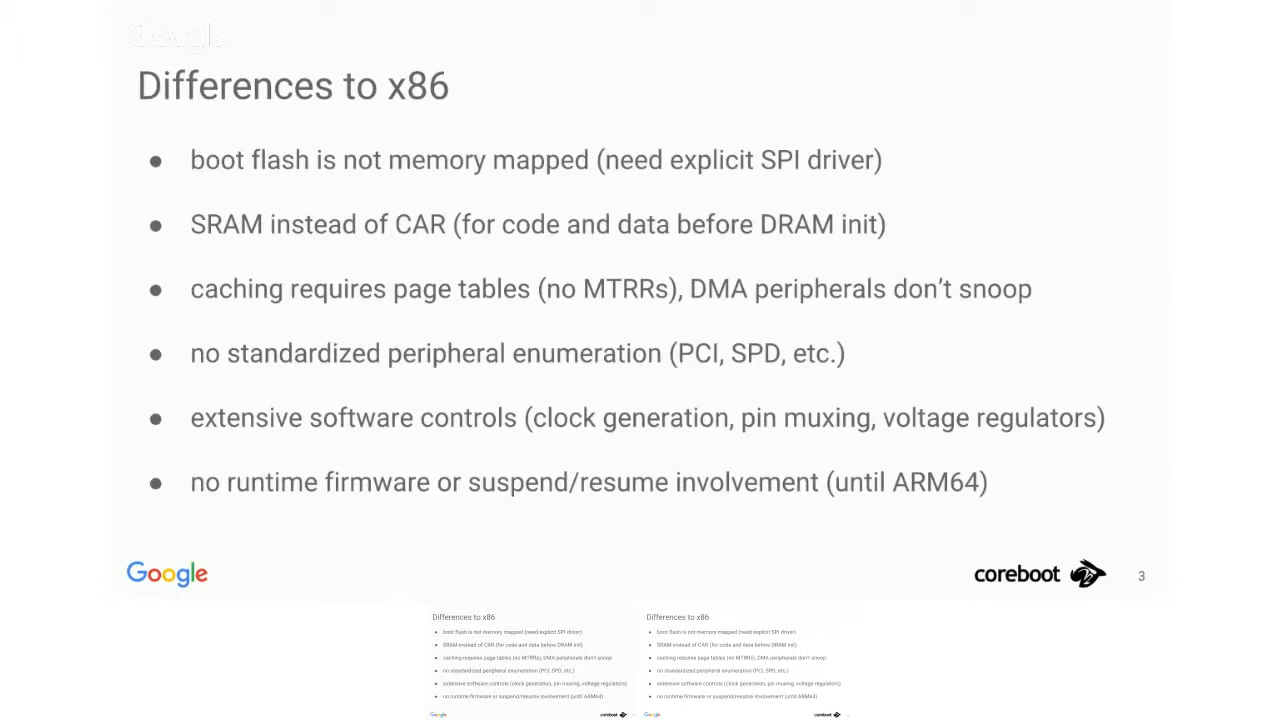 Google
Differences to x86
● boot flash is not memory mapped (need explicit SPI driver)
● SRAM instead of CAR (for code and data before DRAM init)
● caching requires page tables (no MTRRs), DMA peripherals don't snoop
● no standardized peripheral enumeration (PCI, SPD, etc.)
● extensive software controls (clock generation, pin muxing, voltage regulators)
● no runtime firmware or suspend/resume involvement (until ARM64)
Google coreboot 3
Differences to x86
● boot flash is not memory mapped (need explicit SPI driver)
● SRAM instead of CAR (for code and data before DRAM init)
● caching requires page tables (no MTRRs), DMA peripherals don't snoop
● no standardized peripheral enumeration (PCI, SPD, etc.)
● extensive software controls (clock generation, pin muxing, voltage regulators)
● no runtime firmware or suspend/resume involvement (until ARM64)
Google coreboot
Differences to x86
● boot flash is not memory mapped (need explicit SPI driver)
● SRAM instead of CAR (for code and data before DRAM init)
● caching requires page tables (no MTRRs), DMA peripherals don't snoop
● no standardized peripheral enumeration (PCI, SPD, etc.)
● extensive software controls (clock generation, pin muxing, voltage regulators)
● no runtime firmware or suspend/resume involvement (until ARM64)
Google coreboot